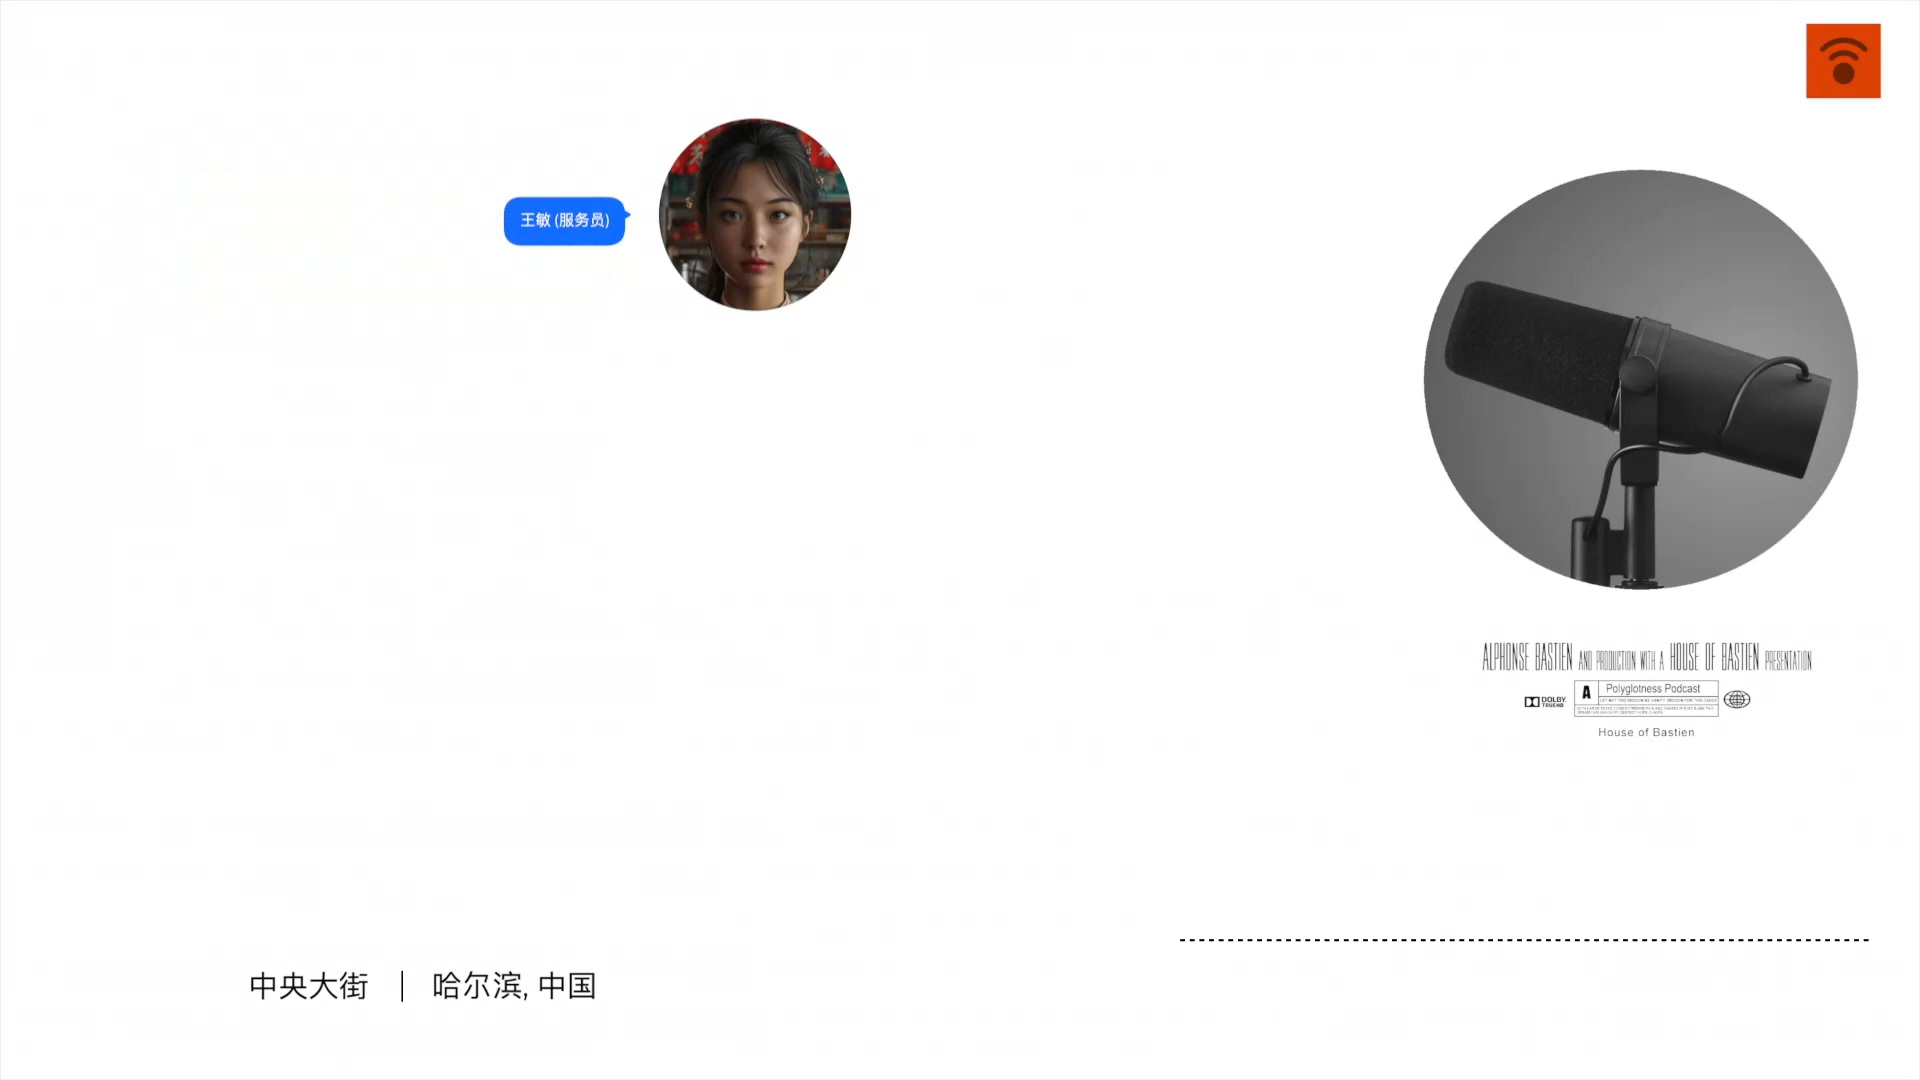 王敏 (服务员)
ALPHONSE BASTIEN AND PRODUCTION WITH A HOUSE OF BASTIEN PRESENTATION
DOLBY
TRUEHD
A
Polyglotness Podcast
House of Bastien
中央大街 | 哈尔滨, 中国